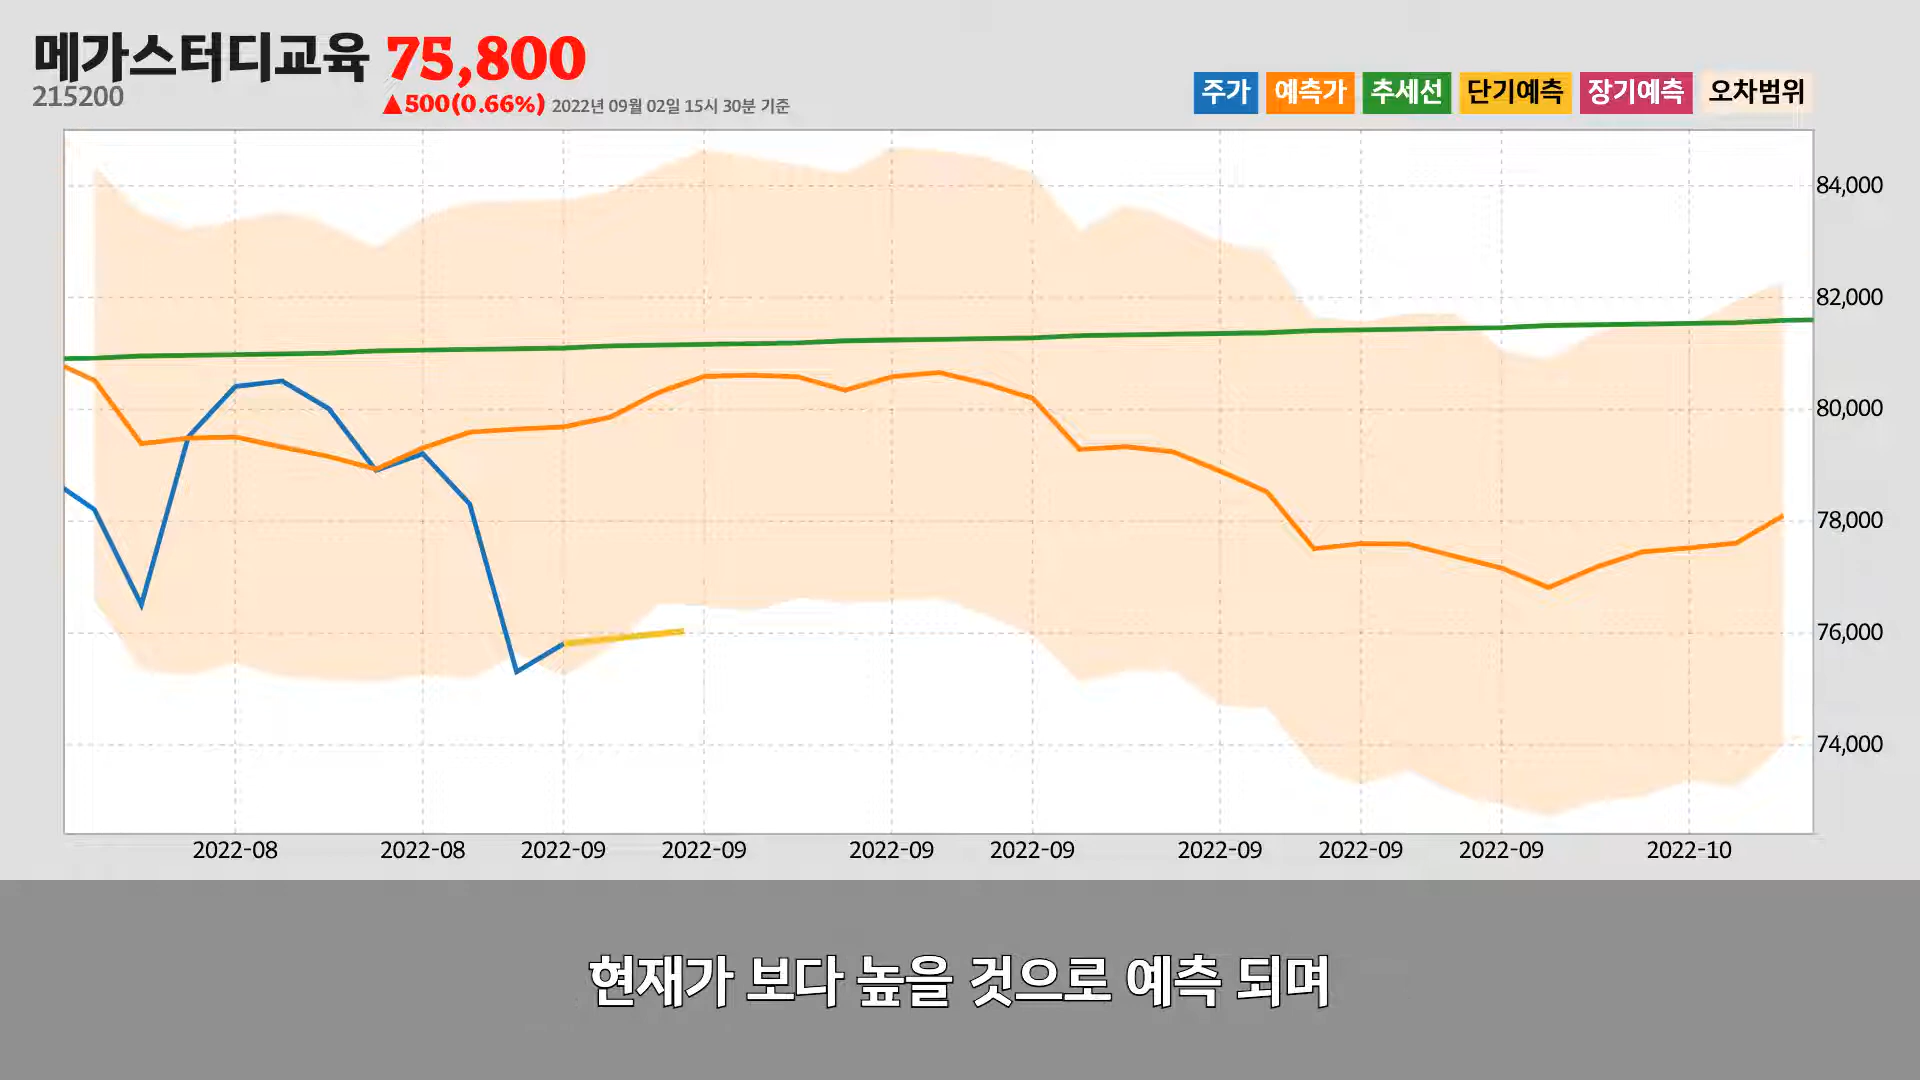 메가스터디교육 75,800
215200
▲500(0.66%) 2022년 09월 02일 15시 30분 기준
주가 예측가 추세선 단기예측 장기예측 오차범위
84,000
82,000
80,000
78,000
76,000
74,000
2022-08 2022-08 2022-09 2022-09 2022-09 2022-09 2022-09 2022-09 2022-09 2022-10
현재가 보다 높을 것으로 예측 되며